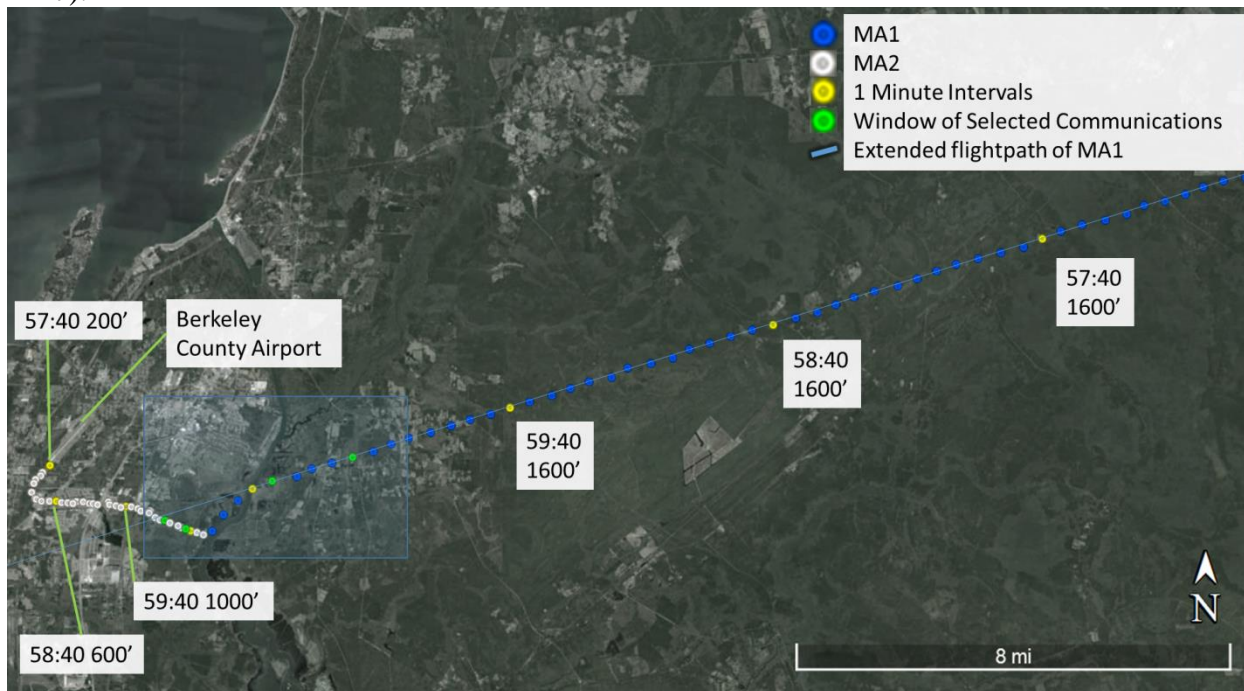 MA1
MA2
1 Minute Intervals
Window of Selected Communications
Extended flightpath of MA1
57:40
1600’
58:40
1600’
59:40
1600’
57:40 200’
Berkeley
County Airport
59:40 1000’
58:40 600’
N
8 mi